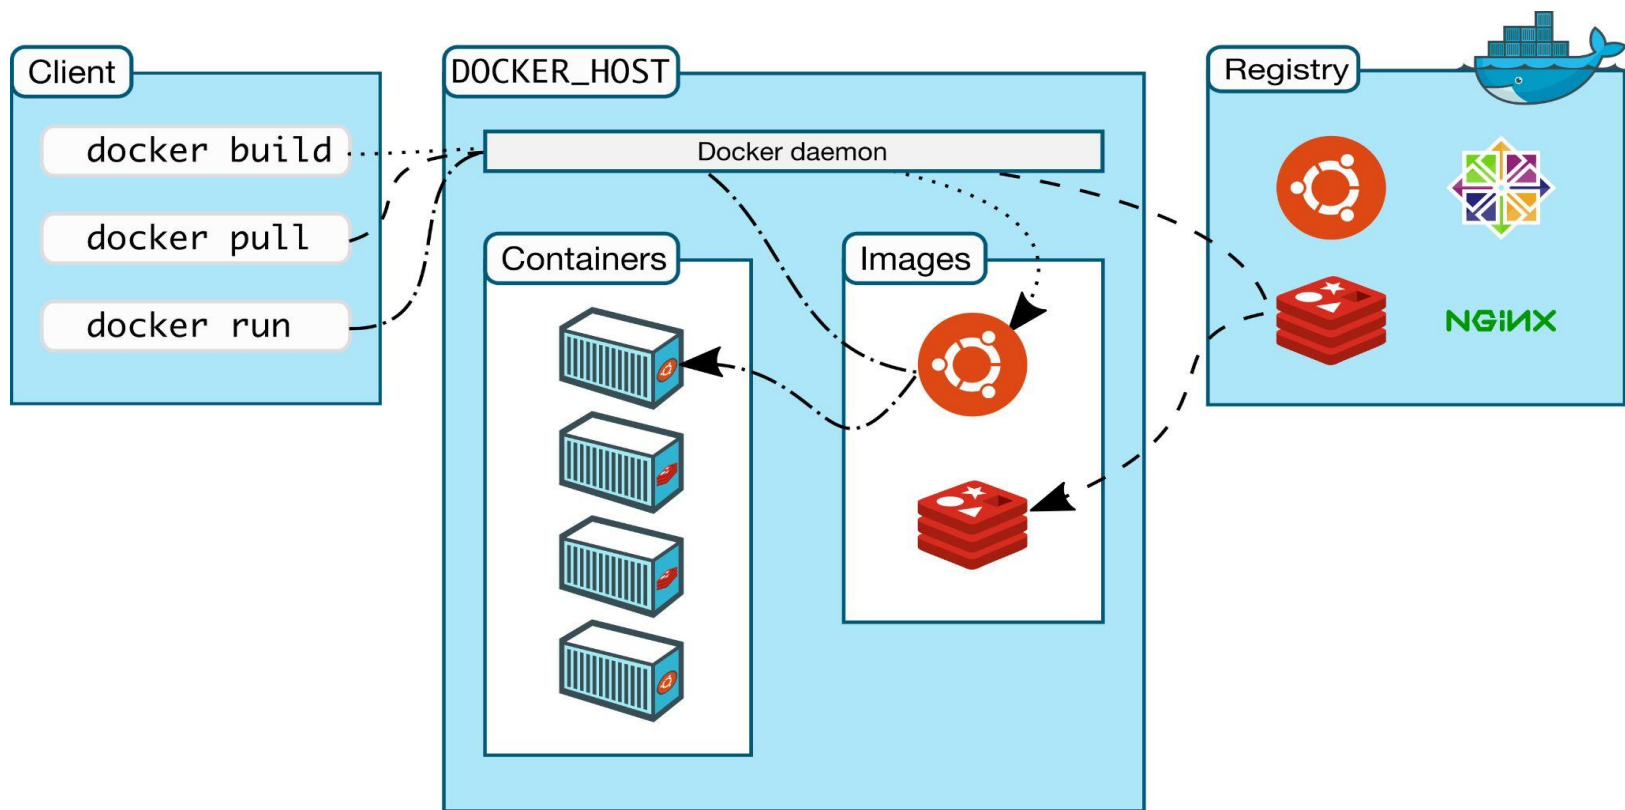 Client
docker build
docker pull
docker run
DOCKER_HOST
Docker daemon
Containers
Images
Registry
NGiNX